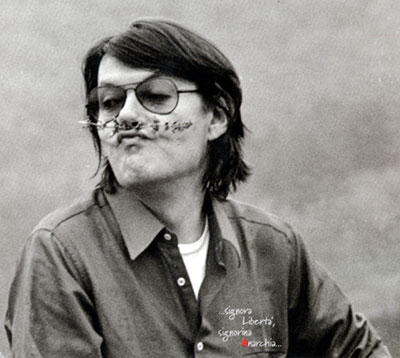 ...signora
Libertà,
signorina
Anarchia...